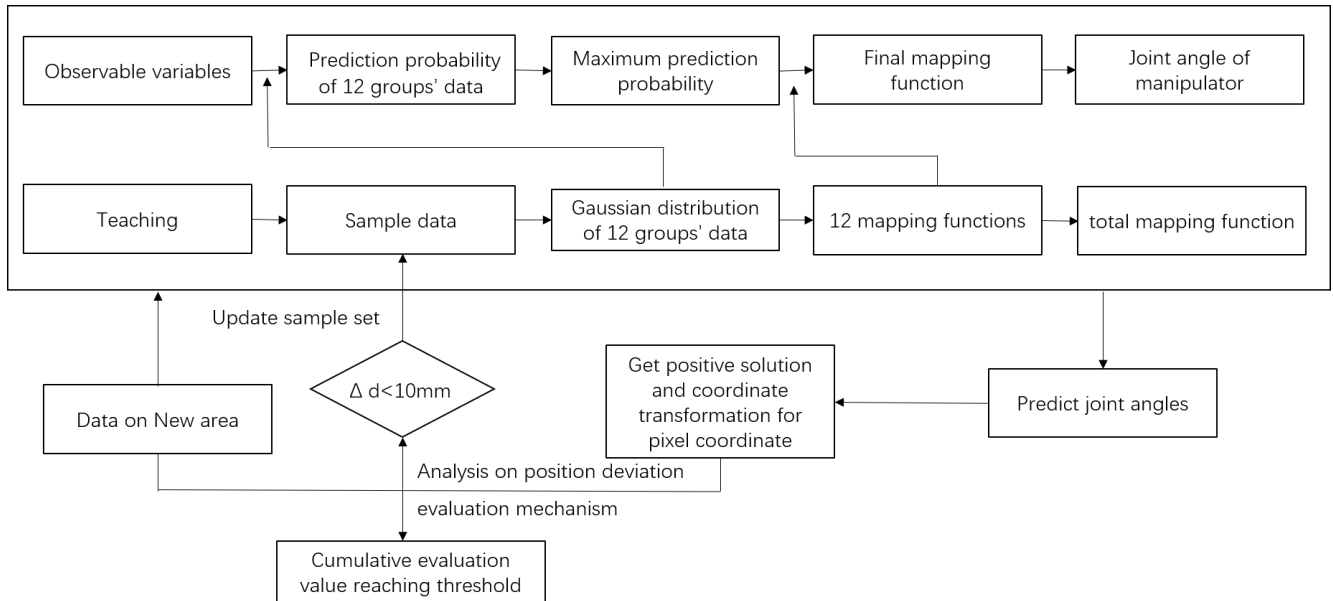 Observable variables
Prediction probability
of 12 groups’ data
Maximum prediction
probability
Final mapping
function
Joint angle of
manipulator
Teaching
Sample data
Gaussian distribution
of 12 groups’ data
12 mapping functions
total mapping function
Update sample set
Δ d<10mm
Data on New area
Get positive solution
and coordinate
transformation for
pixel coordinate
Predict joint angles
Analysis on position deviation
evaluation mechanism
Cumulative evaluation
value reaching threshold